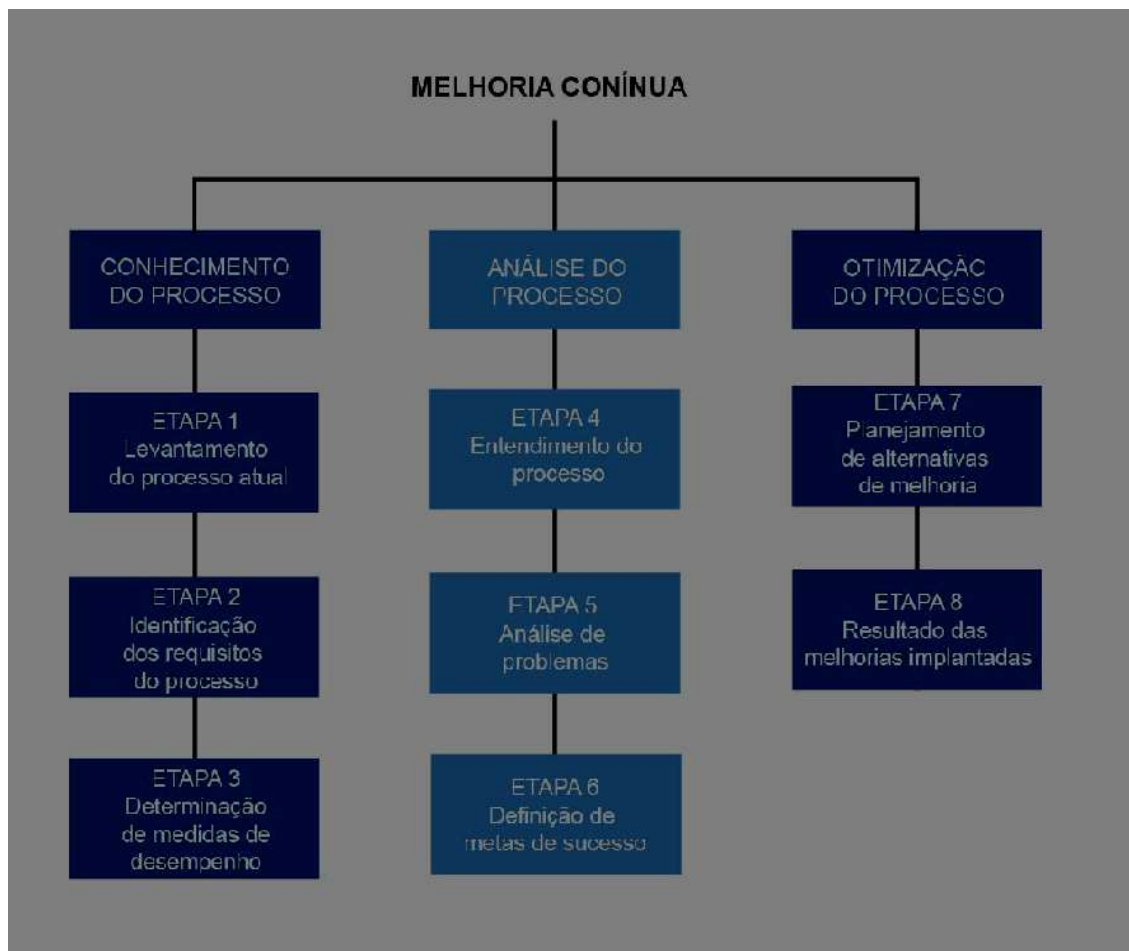 MELHORIA CONÍNUA
CONHECIMENTO
DO PROCESSO
ETAPA 1
Levantamento
do processo atual
ETAPA 2
Identificação
dos requisitos
do processo
ETAPA 3
Determinação
de medidas de
desempenho
ANÁLISE DO
PROCESSO
ETAPA 4
Entendimento do
processo
ETAPA 5
Análise de
problemas
ETAPA 6
Definição de
metas de sucesso
OTIMIZAÇÃO
DO PROCESSO
ETAPA 7
Planejamento
de alternativas
de melhoria
ETAPA 8
Resultado das
melhorias implantadas